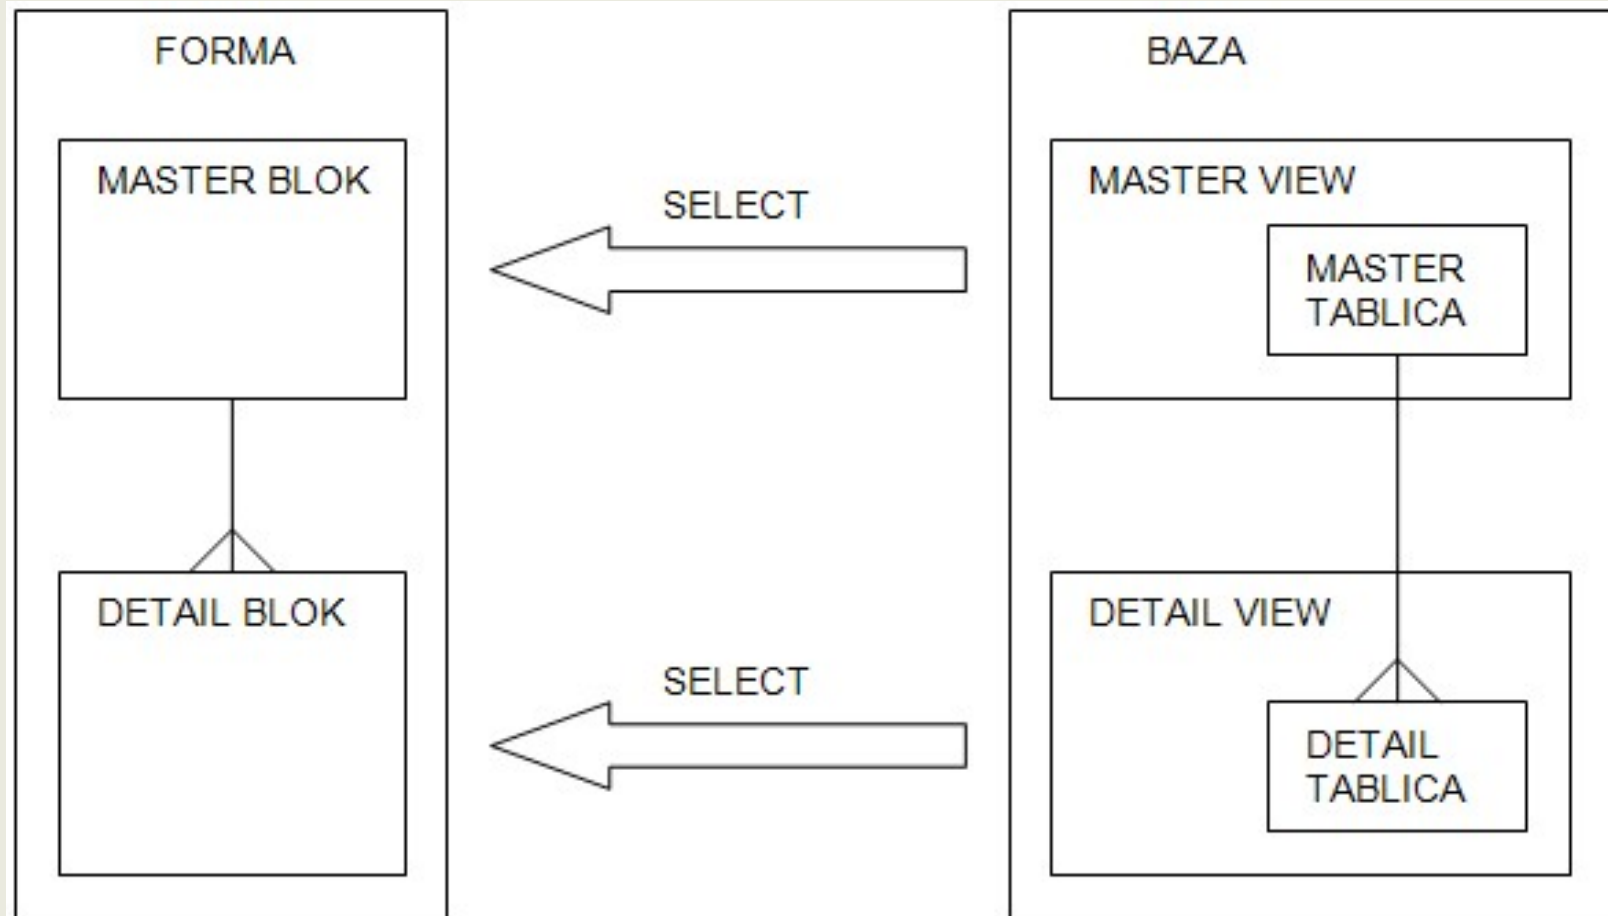 FORMA
BAZA
MASTER BLOK
SELECT
MASTER VIEW
MASTER
TABLICA
DETAIL BLOK
SELECT
DETAIL VIEW
DETAIL
TABLICA